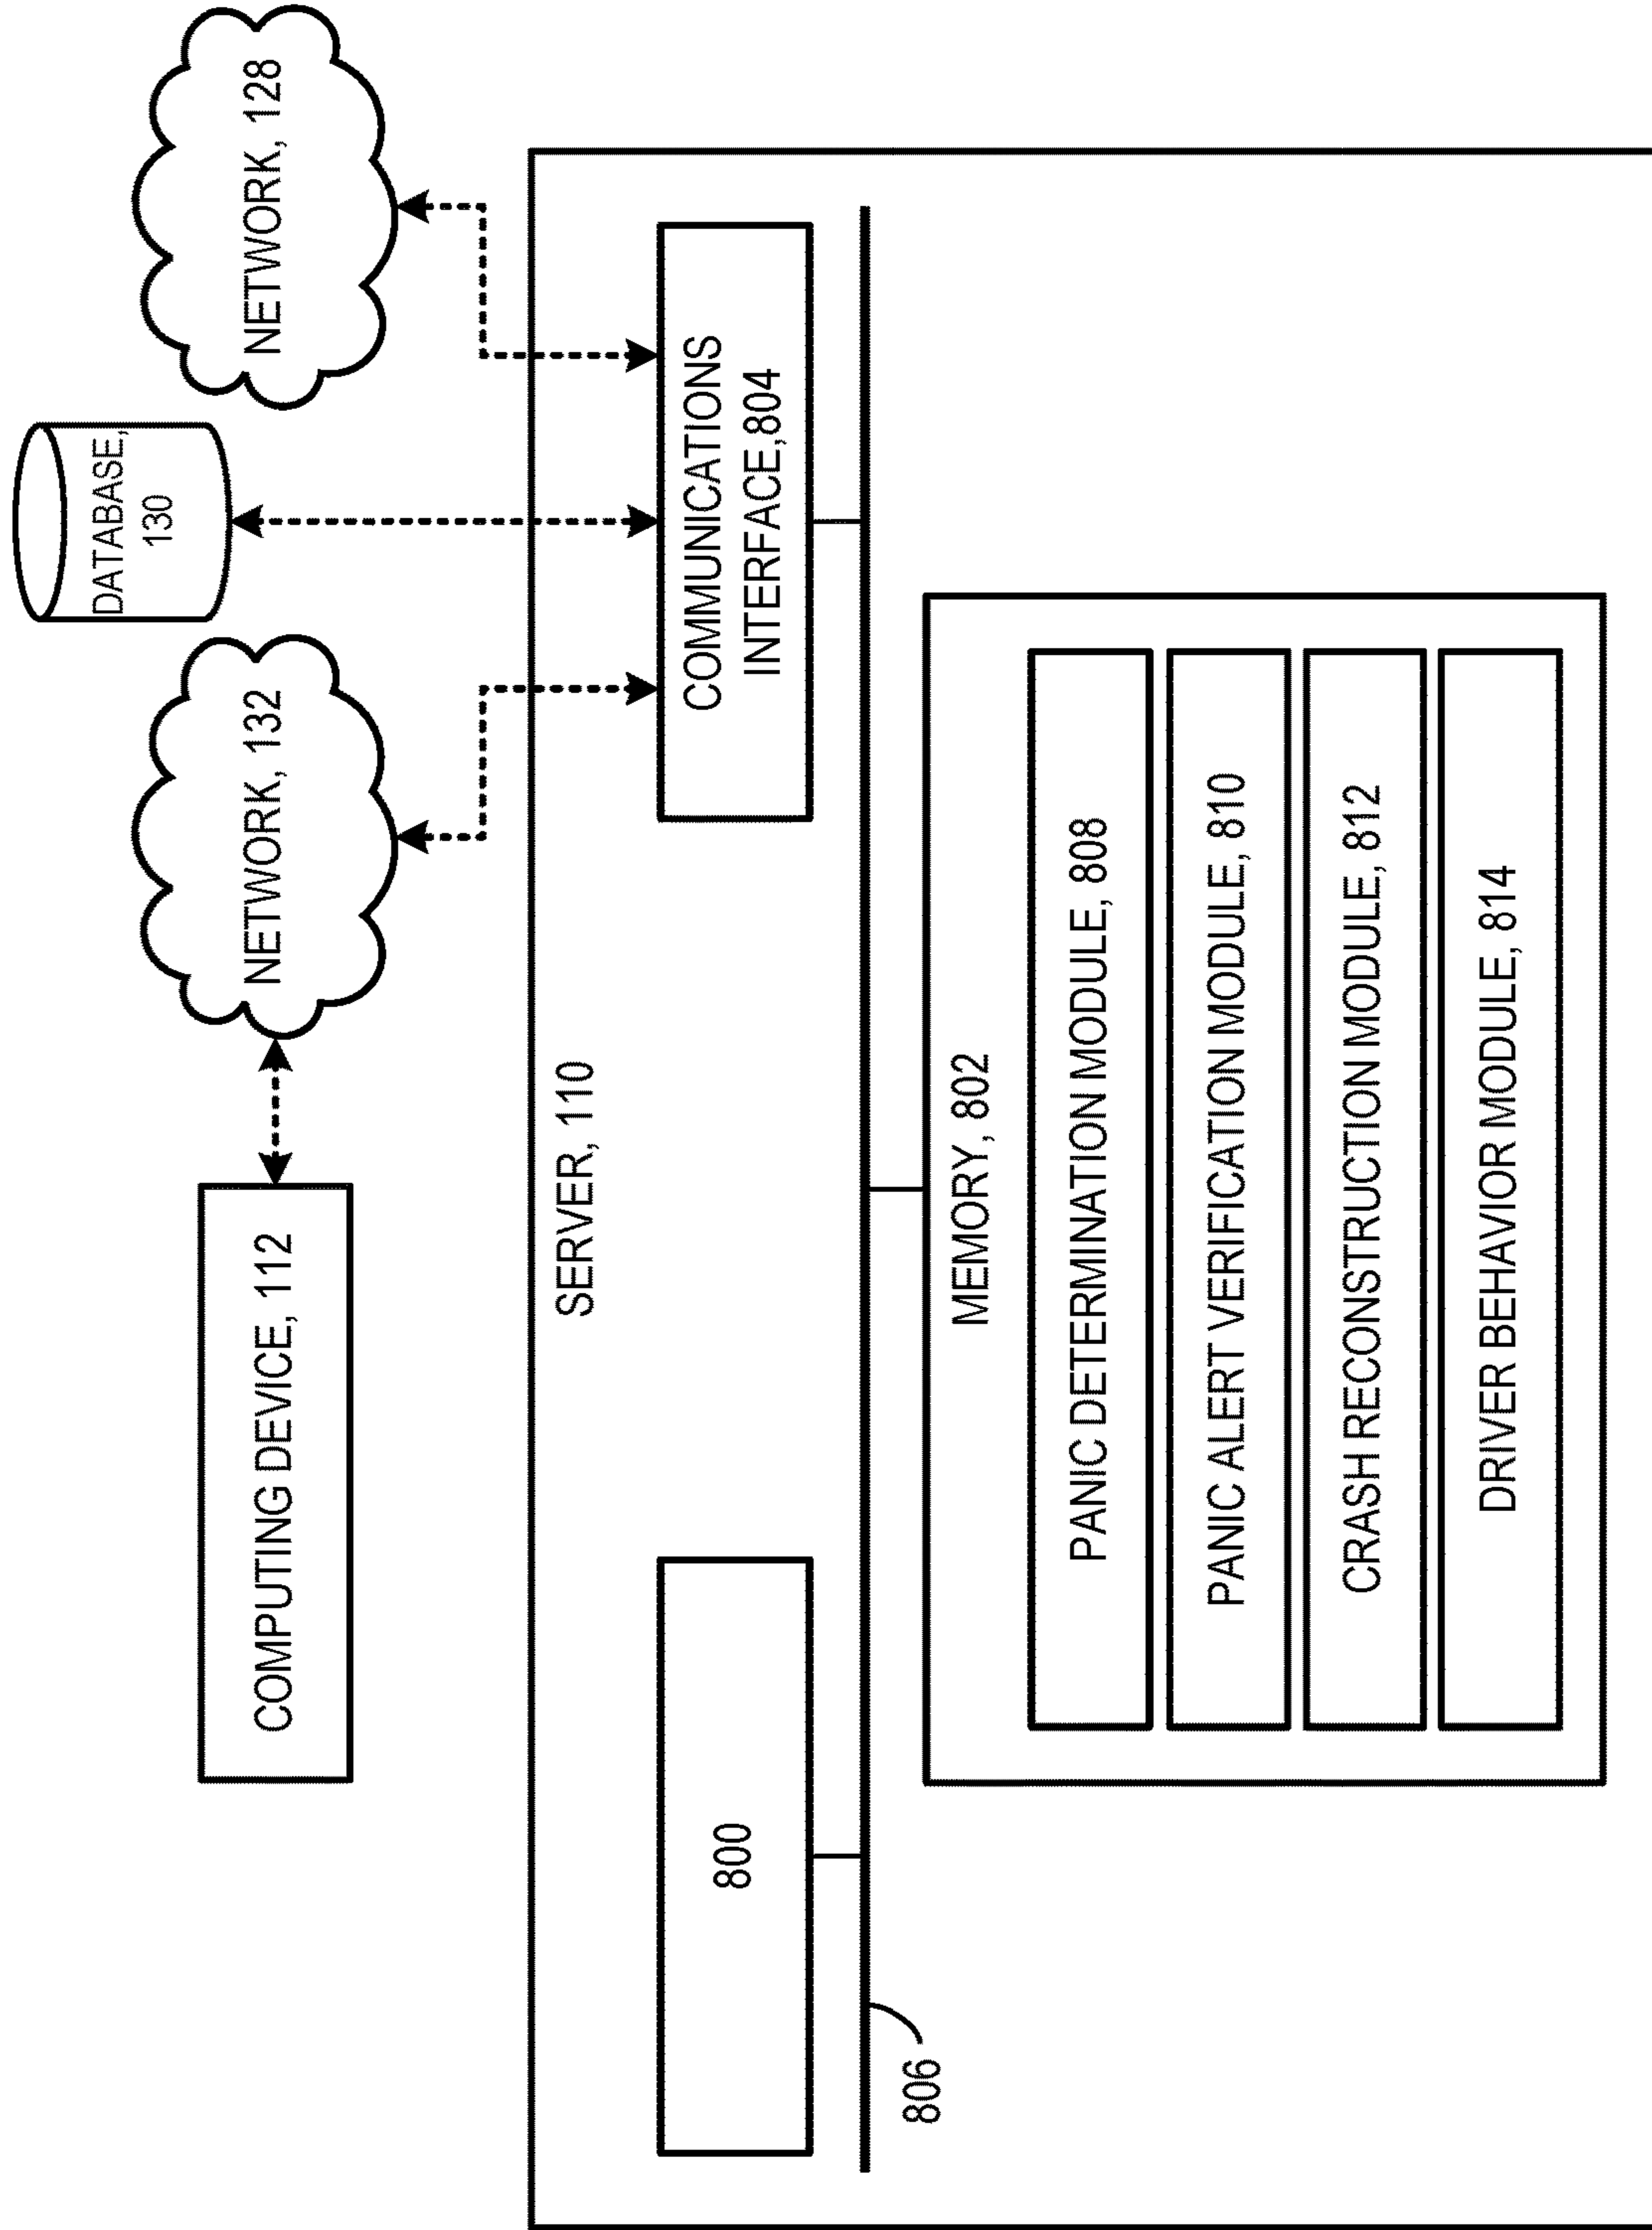 COMPUTING DEVICE, 112
NETWORK, 132
DATABASE,
130
NETWORK, 128
SERVER, 110
800
COMMUNICATIONS
INTERFACE,804
806
MEMORY, 802
PANIC DETERMINATION MODULE, 808
PANIC ALERT VERIFICATION MODULE, 810
CRASH RECONSTRUCTION MODULE, 812
DRIVER BEHAVIOR MODULE, 814